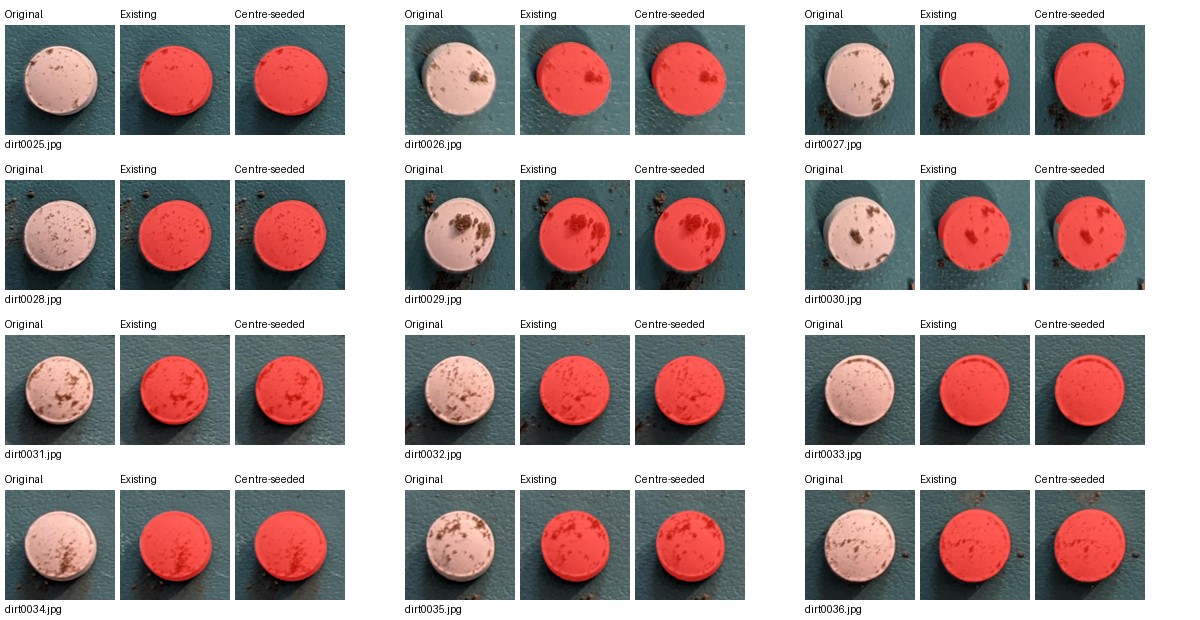 Original Existing Centre-seeded Original Existing Centre-seeded Original Existing Centre-seeded
dirt0025.jpg dirt0026.jpg dirt0027.jpg
Original Existing Centre-seeded Original Existing Centre-seeded Original Existing Centre-seeded
dirt0028.jpg dirt0029.jpg dirt0030.jpg
Original Existing Centre-seeded Original Existing Centre-seeded Original Existing Centre-seeded
dirt0031.jpg dirt0032.jpg dirt0033.jpg
Original Existing Centre-seeded Original Existing Centre-seeded Original Existing Centre-seeded
dirt0034.jpg dirt0035.jpg dirt0036.jpg